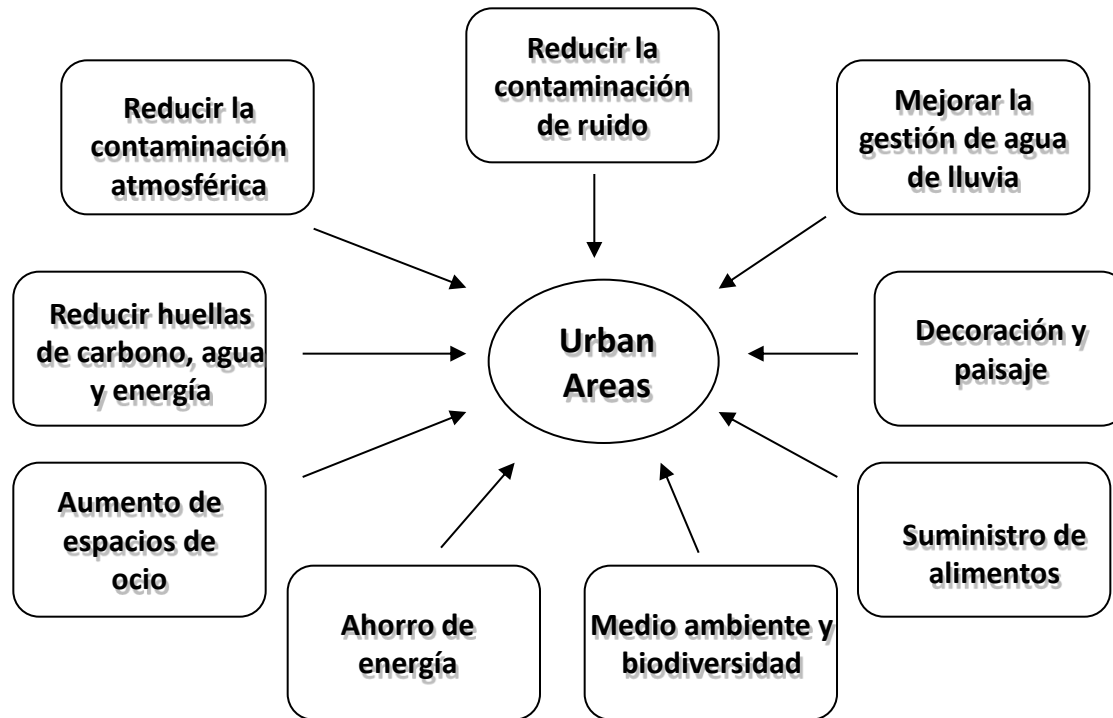 Reducir la
contaminación
de ruido
Reducir la
contaminación
atmosférica
Mejorar la
gestión de agua
de lluvia
Reducir huellas
de carbono, agua
y energía
Urban
Areas
Decoración y
paisaje
Aumento de
espacios de
ocio
Suministro de
alimentos
Ahorro de
energía
Medio ambiente y
biodiversidad